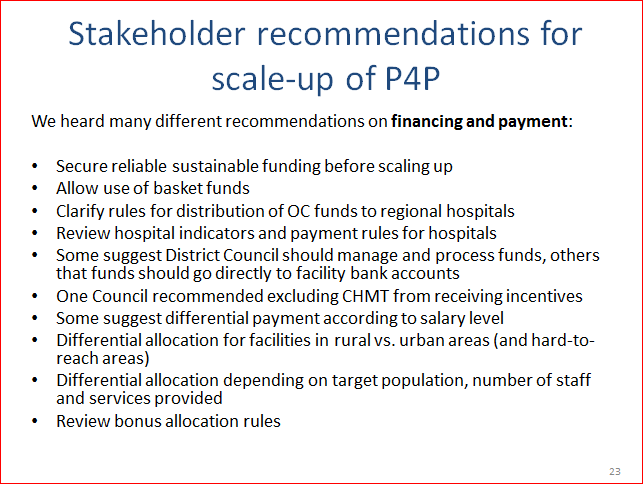 Stakeholder recommendations for
scale-up of P4P
We heard many different recommendations on financing and payment:
• Secure reliable sustainable funding before scaling up
• Allow use of basket funds
• Clarify rules for distribution of OC funds to regional hospitals
• Review hospital indicators and payment rules for hospitals
• Some suggest District Council should manage and process funds, others
that funds should go directly to facility bank accounts
• One Council recommended excluding CHMT from receiving incentives
• Some suggest differential payment according to salary level
• Differential allocation for facilities in rural vs. urban areas (and hard-to-
reach areas)
• Differential allocation depending on target population, number of staff
and services provided
• Review bonus allocation rules
23